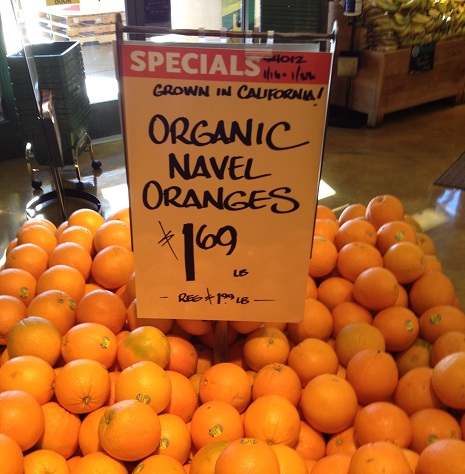 SPECIALS
GROWN IN CALIFORNIA!
ORGANIC
NAVEL
ORANGES
$1.69 LB
- REG $1.99 LB -